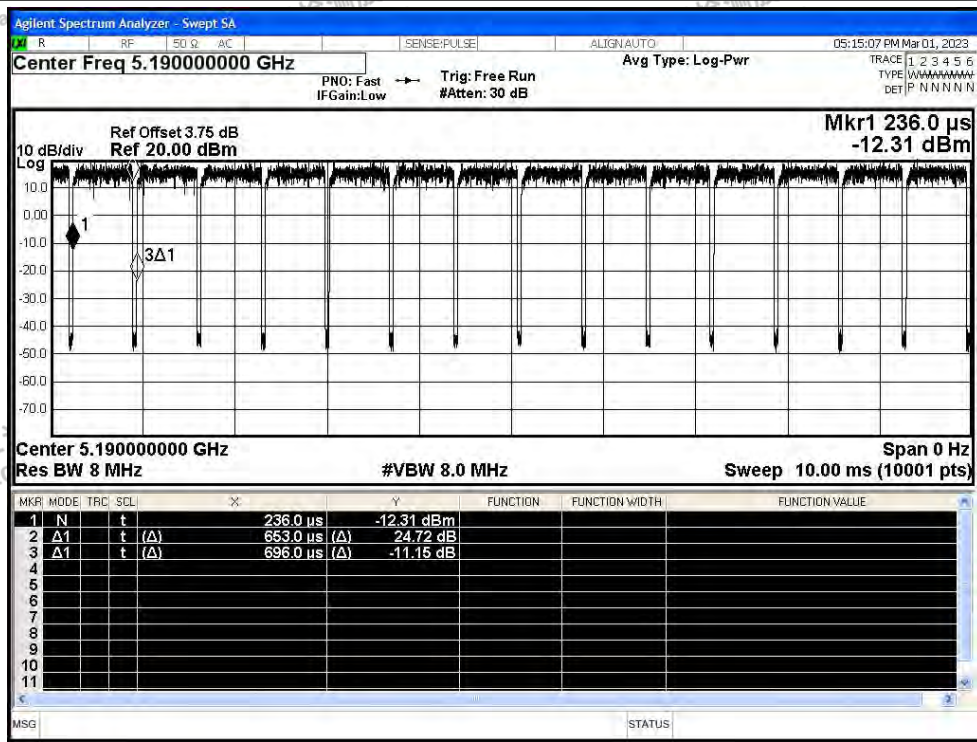 Agilent Spectrum Analyzer - Swept SA
R RF 50 Ω AC SENSE:PULSE ALIGN AUTO 05:15:07 PM Mar 01, 2023
Center Freq 5.190000000 GHz
PNO: Fast
IFGain:Low
Trig: Free Run
#Atten: 30 dB
Avg Type: Log-Pwr
TRACE 1 2 3 4 5 6
TYPE
DET P N N N N N
Mkr1 236.0 µs
-12.31 dBm
Ref Offset 3.75 dB
10 dB/div Ref 20.00 dBm
Log
10.0
0.00
1
-10.0
3Δ1
-20.0
-30.0
-40.0
-50.0
-60.0
-70.0
Center 5.190000000 GHz Span 0 Hz
Res BW 8 MHz #VBW 8.0 MHz Sweep 10.00 ms (10001 pts)
MKR MODE TRC SCL X Y FUNCTION FUNCTION WIDTH FUNCTION VALUE
1 N t 236.0 µs -12.31 dBm
2 Δ1 t (Δ) 653.0 µs (Δ) 24.72 dB
3 Δ1 t (Δ) 696.0 µs (Δ) -11.15 dB
4
5
6
7
8
9
10
11
MSG STATUS